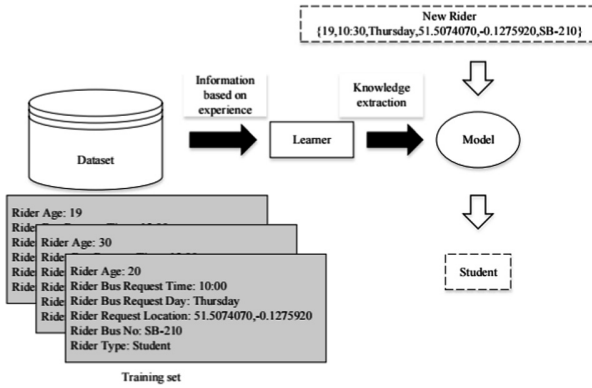 New Rider
{19,10:30,Thursday,51.5074070,-0.1275920,SB-210}
Information
based on
experience
Knowledge
extraction
Dataset
Learner
Model
Student
Rider Age: 19
Rider Age: 30
Rider Age: 20
Rider Bus Request Time: 10:00
Rider Bus Request Day: Thursday
Rider Request Location: 51.5074070,-0.1275920
Rider Bus No: SB-210
Rider Type: Student
Training set